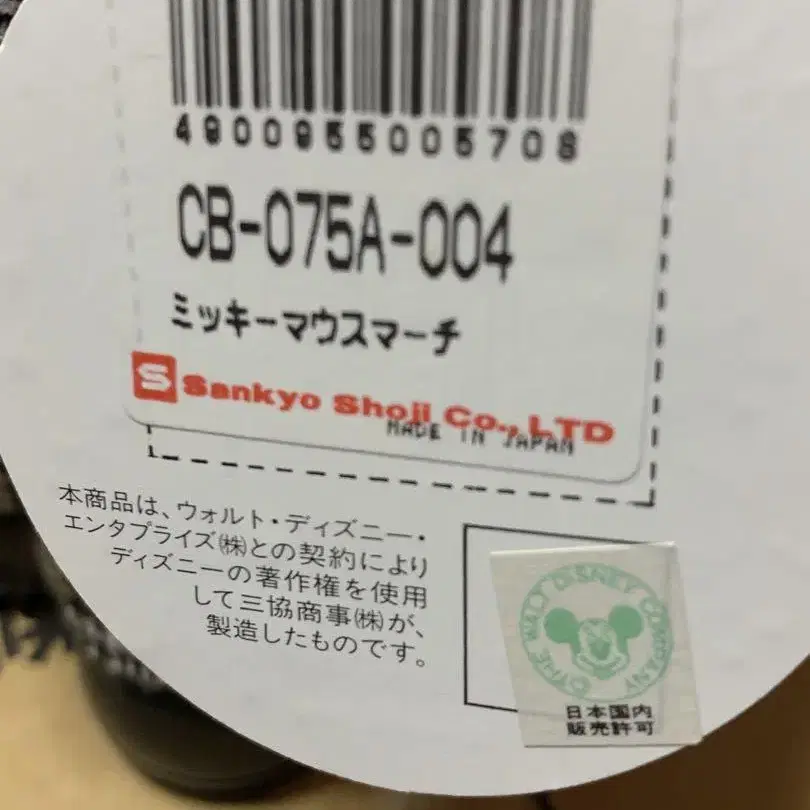 4900955005708
CB-075A-004
ミッキーマウスマーチ
S Sankyo Shoji Co., LTD
MADE IN JAPAN
本商品は、ウォルト・ディズニー・
エンタプライズ㈱との契約により
ディズニーの著作権を使用
して三協商事㈱が、
製造したものです。
©THE WALT DISNEY COMPANY
日本国内
販売許可